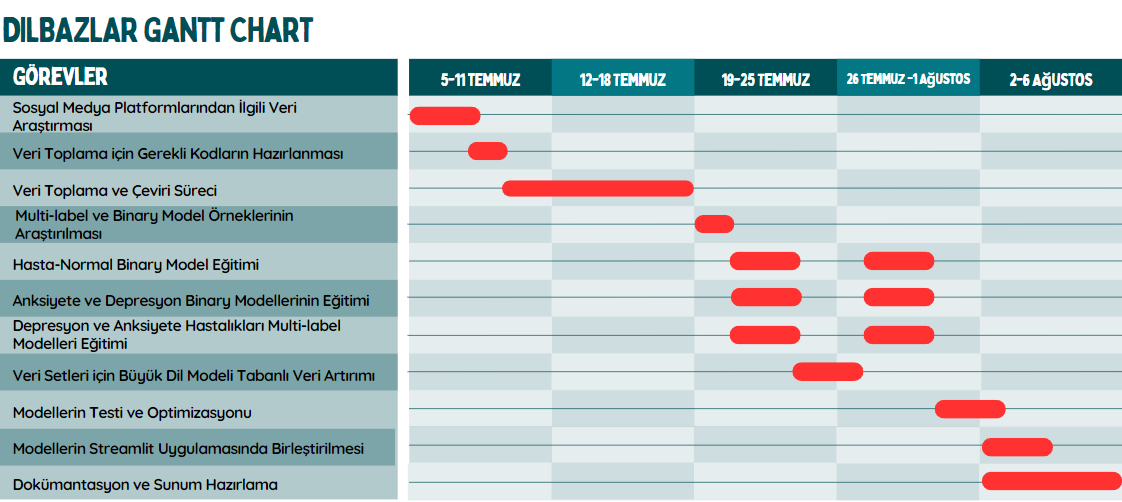 DILBAZLAR GANTT CHART
GÖREVLER
5-11 TEMMUZ
12-18 TEMMUZ
19-25 TEMMUZ
26 TEMMUZ -1 AĞUSTOS
2-6 AĞUSTOS
Sosyal Medya Platformlarından İlgili Veri
Araştırması
Veri Toplama için Gerekli Kodların Hazırlanması
Veri Toplama ve Çeviri Süreci
Multi-label ve Binary Model Örneklerinin
Araştırılması
Hasta-Normal Binary Model Eğitimi
Anksiyete ve Depresyon Binary Modellerinin Eğitimi
Depresyon ve Anksiyete Hastalıkları Multi-label
Modelleri Eğitimi
Veri Setleri için Büyük Dil Modeli Tabanlı Veri Artırımı
Modellerin Testi ve Optimizasyonu
Modellerin Streamlit Uygulamasında Birleştirilmesi
Dokümantasyon ve Sunum Hazırlama